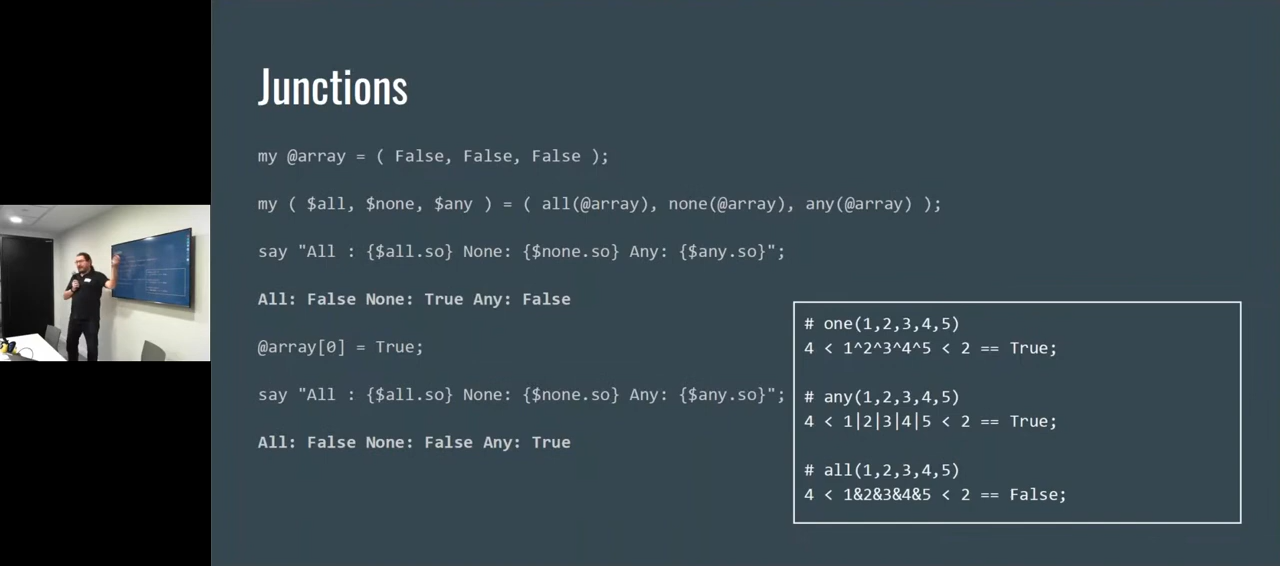 Junctions
my @array = ( False, False, False );
my ( $all, $none, $any ) = ( all(@array), none(@array), any(@array) );
say "All : {$all.so} None: {$none.so} Any: {$any.so}";
All: False None: True Any: False
@array[0] = True;
say "All : {$all.so} None: {$none.so} Any: {$any.so}";
All: False None: False Any: True
# one(1,2,3,4,5)
4 < 1^2^3^4^5 < 2 == True;
# any(1,2,3,4,5)
4 < 1|2|3|4|5 < 2 == True;
# all(1,2,3,4,5)
4 < 1&2&3&4&5 < 2 == False;